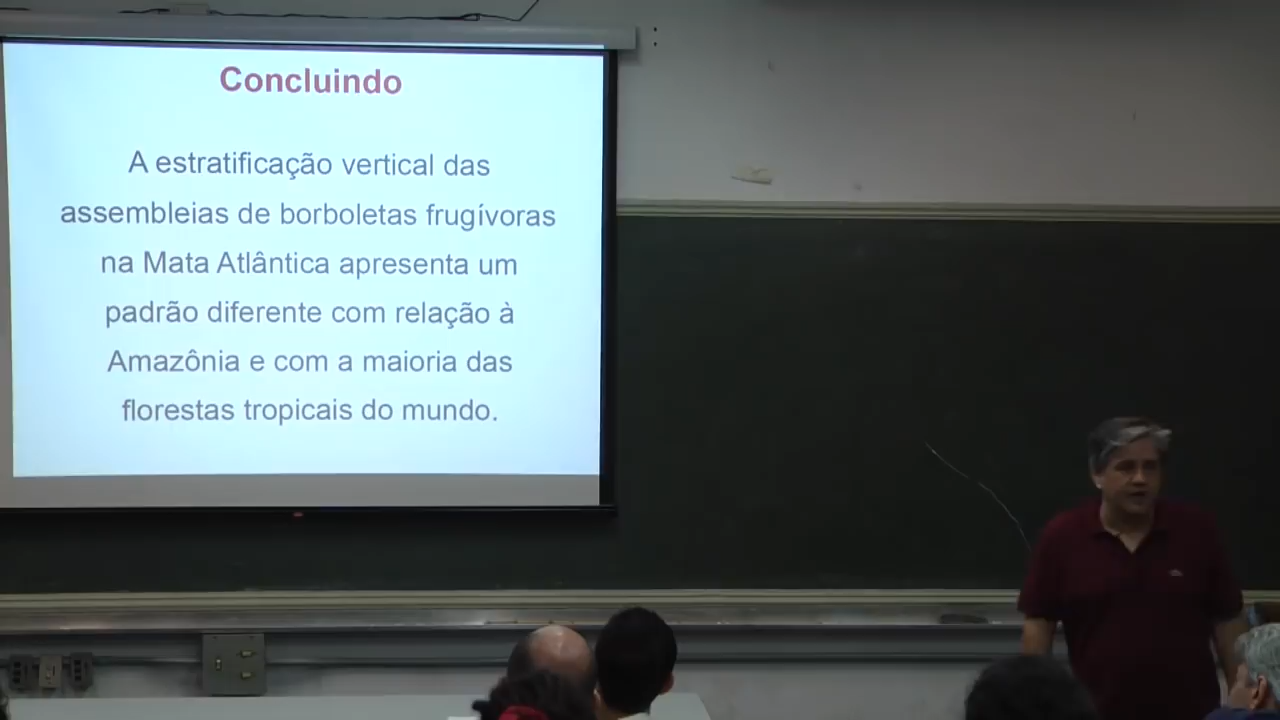 Concluindo
A estratificação vertical das
assembleias de borboletas frugívoras
na Mata Atlântica apresenta um
padrão diferente com relação à
Amazônia e com a maioria das
florestas tropicais do mundo.